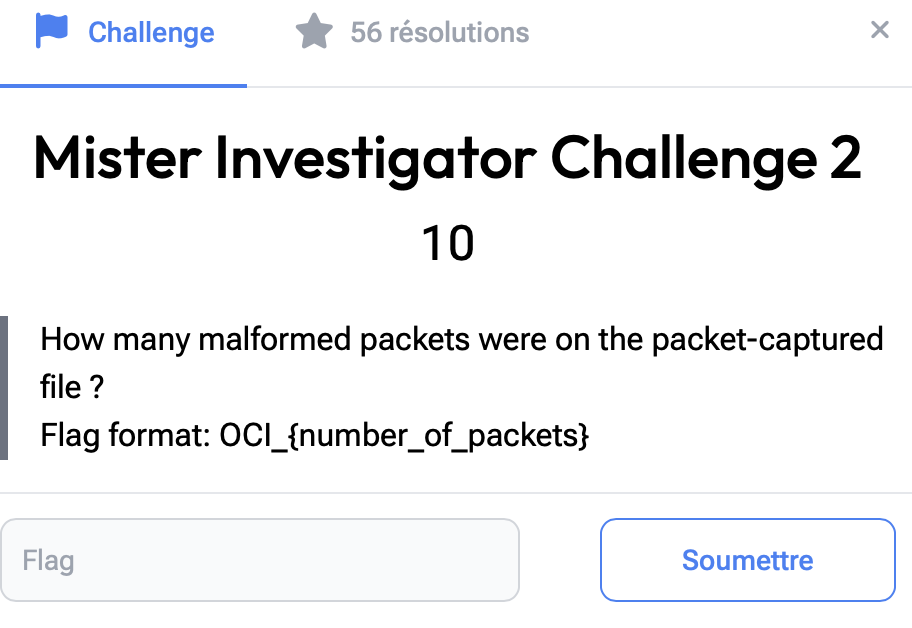 Challenge
56 résolutions
×
Mister Investigator Challenge 2
10
How many malformed packets were on the packet-captured
file ?
Flag format: OCI_{number_of_packets}
Flag
Soumettre